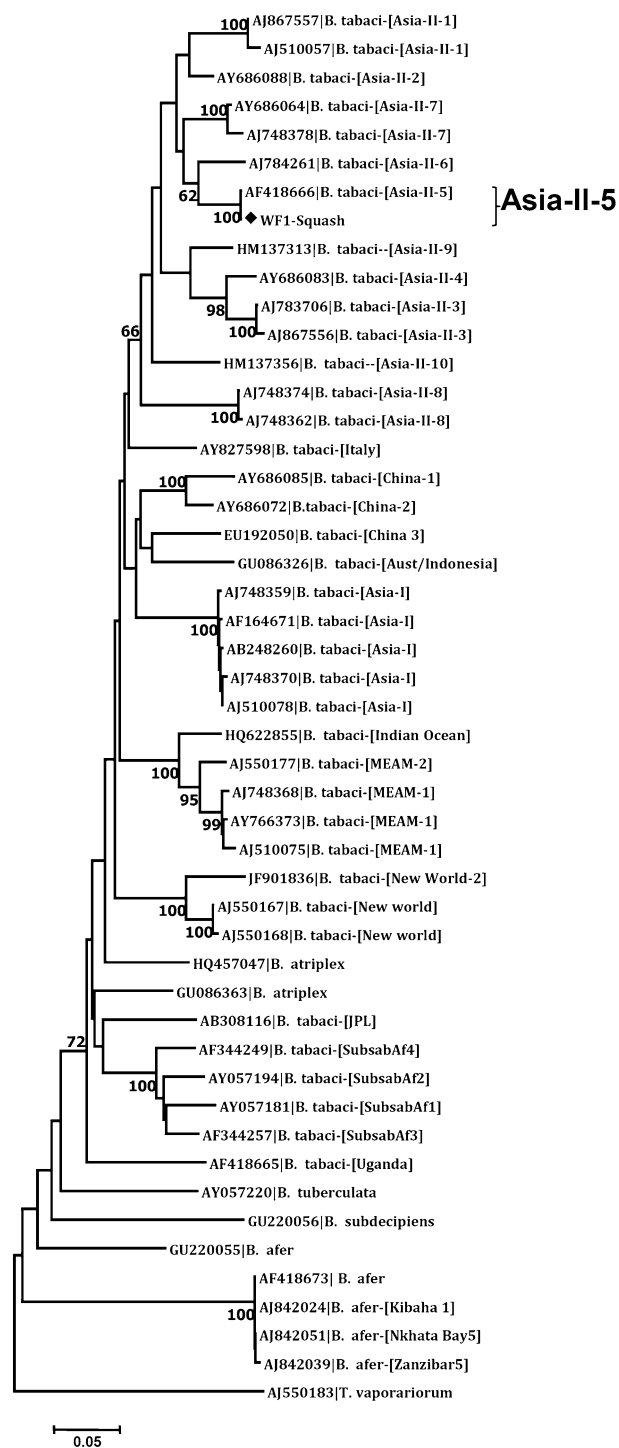 100 AJ867557|B. tabaci-[Asia-II-1]
AJ510057|B. tabaci-[Asia-II-1]
AY686088|B. tabaci-[Asia-II-2]
100 AY686064|B. tabaci-[Asia-II-7]
AJ748378|B. tabaci-[Asia-II-7]
AJ784261|B. tabaci-[Asia-II-6]
62 AF418666|B. tabaci-[Asia-II-5] Asia-II-5
100 WF1-Squash
HM137313|B. tabaci--[Asia-II-9]
AY686083|B. tabaci-[Asia-II-4]
98 AJ783706|B. tabaci-[Asia-II-3]
100 AJ867556|B. tabaci-[Asia-II-3]
66
HM137356|B. tabaci--[Asia-II-10]
AJ748374|B. tabaci-[Asia-II-8]
100 AJ748362|B. tabaci-[Asia-II-8]
AY827598|B. tabaci-[Italy]
100 AY686085|B. tabaci-[China-1]
AY686072|B.tabaci-[China-2]
EU192050|B. tabaci-[China 3]
GU086326|B. tabaci-[Aust/Indonesia]
AJ748359|B. tabaci-[Asia-I]
AF164671|B. tabaci-[Asia-I]
100
AB248260|B. tabaci-[Asia-I]
AJ748370|B. tabaci-[Asia-I]
AJ510078|B. tabaci-[Asia-I]
HQ622855|B. tabaci-[Indian Ocean]
100 AJ550177|B. tabaci-[MEAM-2]
95 AJ748368|B. tabaci-[MEAM-1]
99 AY766373|B. tabaci-[MEAM-1]
AJ510075|B. tabaci-[MEAM-1]
JF901836|B. tabaci-[New World-2]
100 AJ550167|B. tabaci-[New world]
100 AJ550168|B. tabaci-[New world]
HQ457047|B. atriplex
GU086363|B. atriplex
AB308116|B. tabaci-[JPL]
72 AF344249|B. tabaci-[SubsabAf4]
100 AY057194|B. tabaci-[SubsabAf2]
AY057181|B. tabaci-[SubsabAf1]
AF344257|B. tabaci-[SubsabAf3]
AF418665|B. tabaci-[Uganda]
AY057220|B. tuberculata
GU220056|B. subdecipiens
GU220055|B. afer
AF418673| B. afer
100 AJ842024|B. afer-[Kibaha 1]
AJ842051|B. afer-[Nkhata Bay5]
AJ842039|B. afer-[Zanzibar5]
AJ550183|T. vaporariorum
0.05